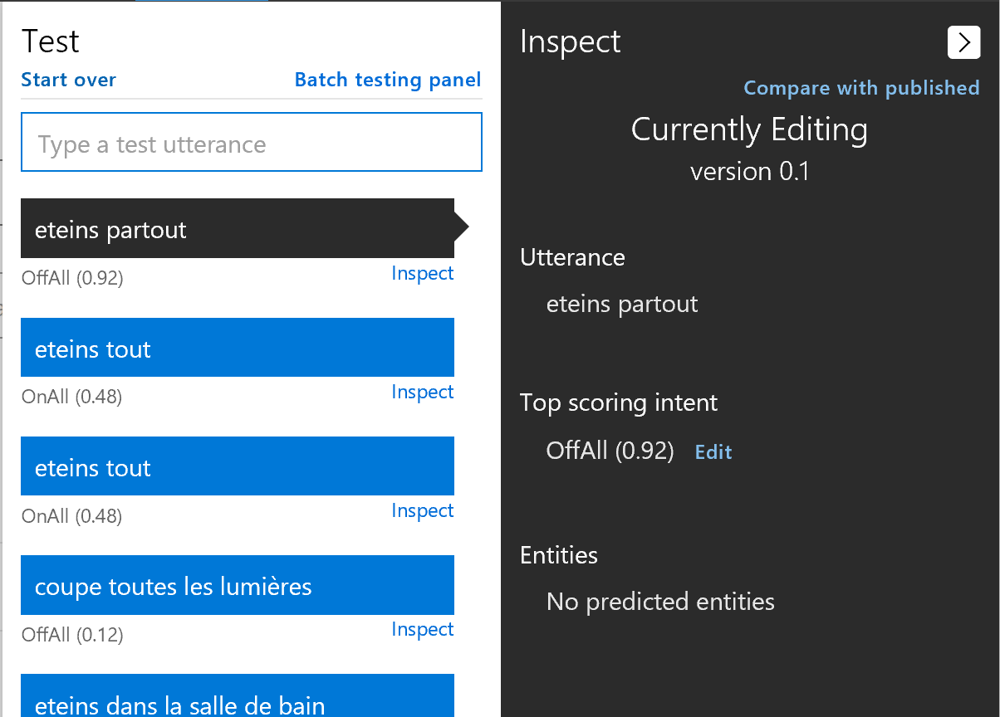 Test
Start over
Batch testing panel
Type a test utterance
eteins partout
OffAll (0.92)
Inspect
eteins tout
OnAll (0.48)
Inspect
eteins tout
OnAll (0.48)
Inspect
coupe toutes les lumières
OffAll (0.12)
Inspect
eteins dans la salle de bain
Inspect
Compare with published
Currently Editing
version 0.1
Utterance
eteins partout
Top scoring intent
OffAll (0.92) Edit
Entities
No predicted entities